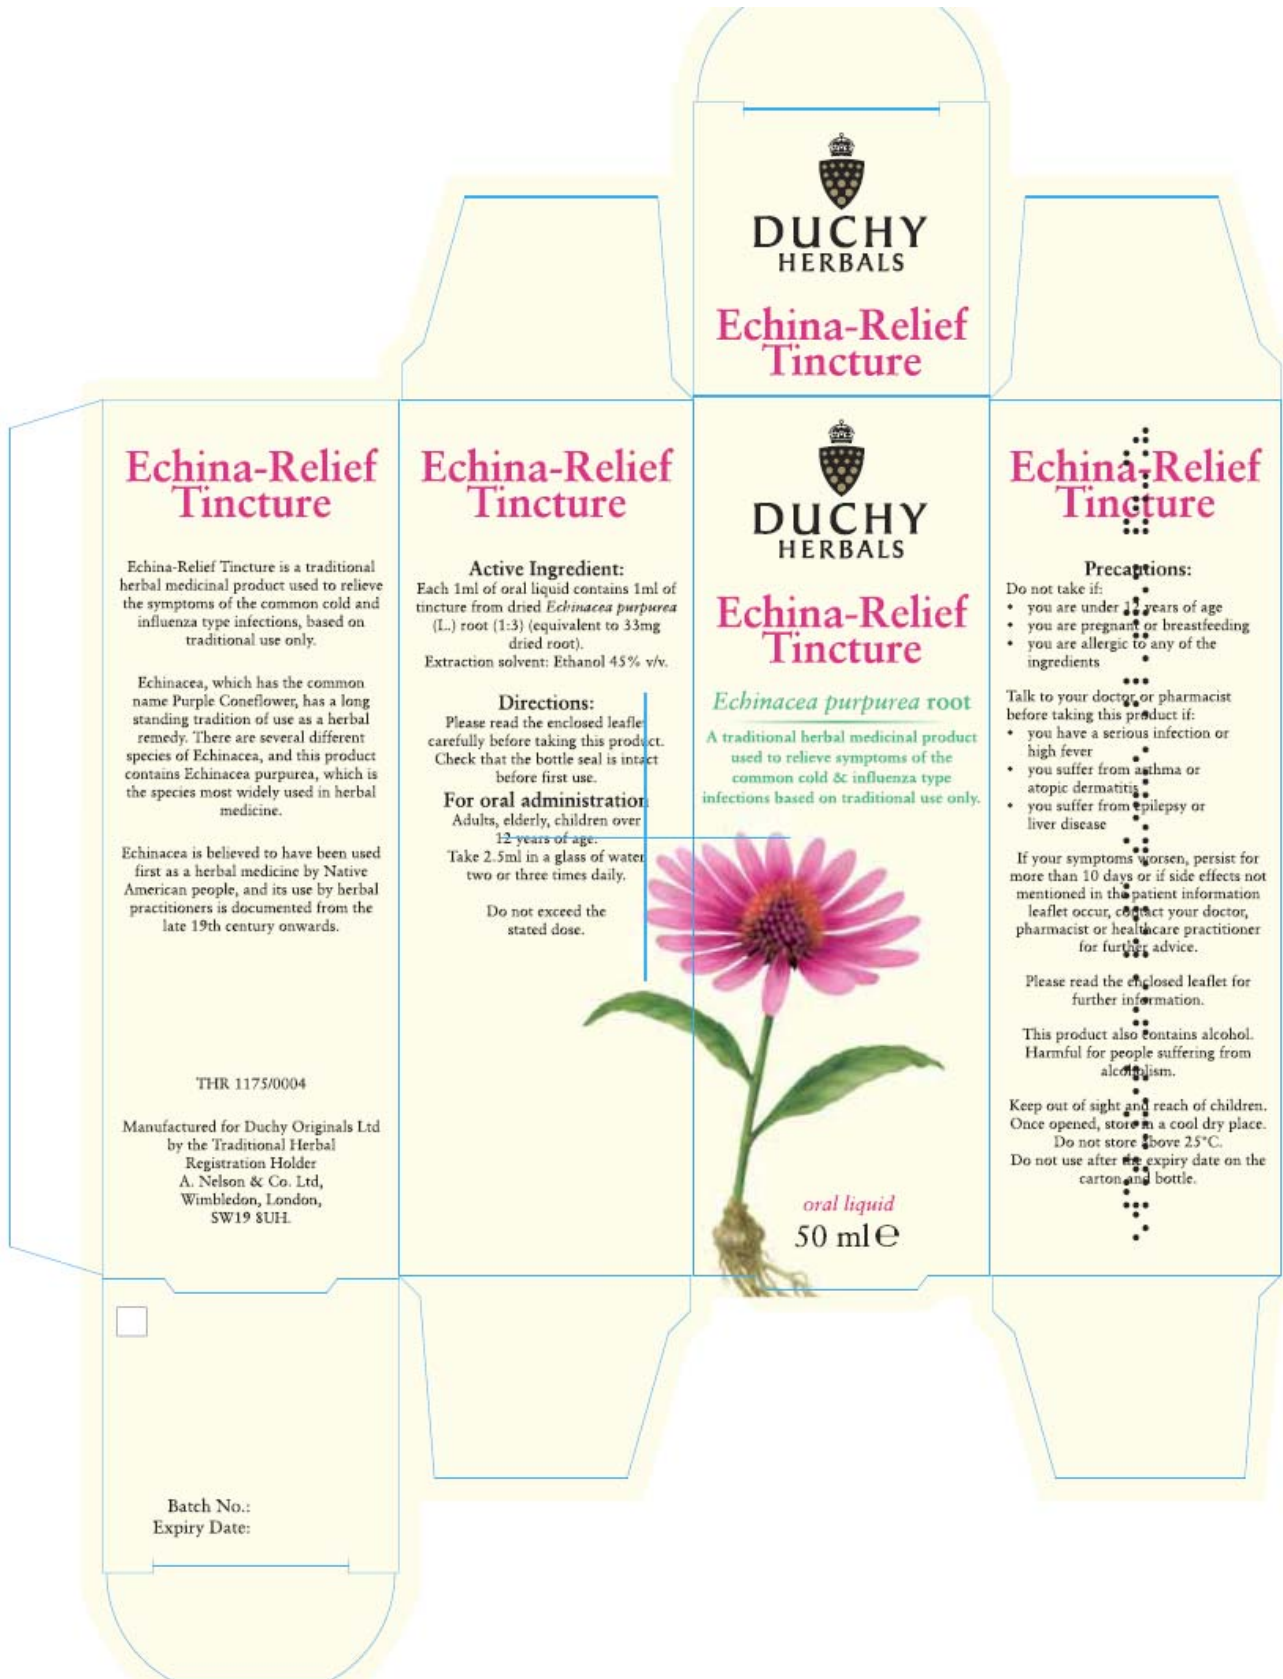 DUCHY
HERBALS
Echina-Relief
Tincture
Echina-Relief
Tincture
Echina-Relief Tincture is a traditional
herbal medicinal product used to relieve
the symptoms of the common cold and
influenza type infections, based on
traditional use only.
Echinacea, which has the common
name Purple Coneflower, has a long
standing tradition of use as a herbal
remedy. There are several different
species of Echinacea, and this product
contains Echinacea purpurea, which is
the species most widely used in herbal
medicine.
Echinacea is believed to have been used
first as a herbal medicine by Native
American people, and its use by herbal
practitioners is documented from the
late 19th century onwards.
THR 1175/0004
Manufactured for Duchy Originals Ltd
by the Traditional Herbal
Registration Holder
A. Nelson & Co. Ltd,
Wimbledon, London,
SW19 8UH.
Batch No.:
Expiry Date:
Echina-Relief
Tincture
Active Ingredient:
Each 1ml of oral liquid contains 1ml of
tincture from dried Echinacea purpurea
(L.) root (1:3) (equivalent to 33mg
dried root).
Extraction solvent: Ethanol 45% v/v.
Directions:
Please read the enclosed leaflet
carefully before taking this product.
Check that the bottle seal is intact
before first use.
For oral administration
Adults, elderly, children over
12 years of age.
Take 2.5ml in a glass of water
two or three times daily.
Do not exceed the
stated dose.
DUCHY
HERBALS
Echina-Relief
Tincture
Echinacea purpurea root
A traditional herbal medicinal product
used to relieve symptoms of the
common cold & influenza type
infections based on traditional use only.
oral liquid
50 ml ℮
Echina-Relief
Tincture
Precautions:
Do not take if:
• you are under 12 years of age
• you are pregnant or breastfeeding
• you are allergic to any of the
ingredients
Talk to your doctor or pharmacist
before taking this product if:
• you have a serious infection or
high fever
• you suffer from asthma or
atopic dermatitis
• you suffer from epilepsy or
liver disease
If your symptoms worsen, persist for
more than 10 days or if side effects not
mentioned in the patient information
leaflet occur, contact your doctor,
pharmacist or healthcare practitioner
for further advice.
Please read the enclosed leaflet for
further information.
This product also contains alcohol.
Harmful for people suffering from
alcoholism.
Keep out of sight and reach of children.
Once opened, store in a cool dry place.
Do not store above 25°C.
Do not use after the expiry date on the
carton and bottle.